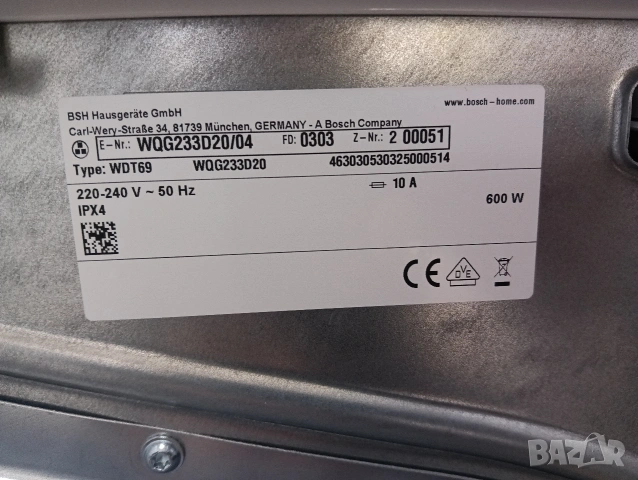 BSH Hausgeräte GmbH
www.bosch-home.com
Carl-Wery-Straße 34, 81739 München, GERMANY - A Bosch Company
E-Nr.: WQG233D20/04 FD: 0303 Z-Nr.: 2 00051
Type: WDT69 WQG233D20 463030530325000514
220-240 V ~ 50 Hz 10 A 600 W
IPX4
CE DVE
BAZAR